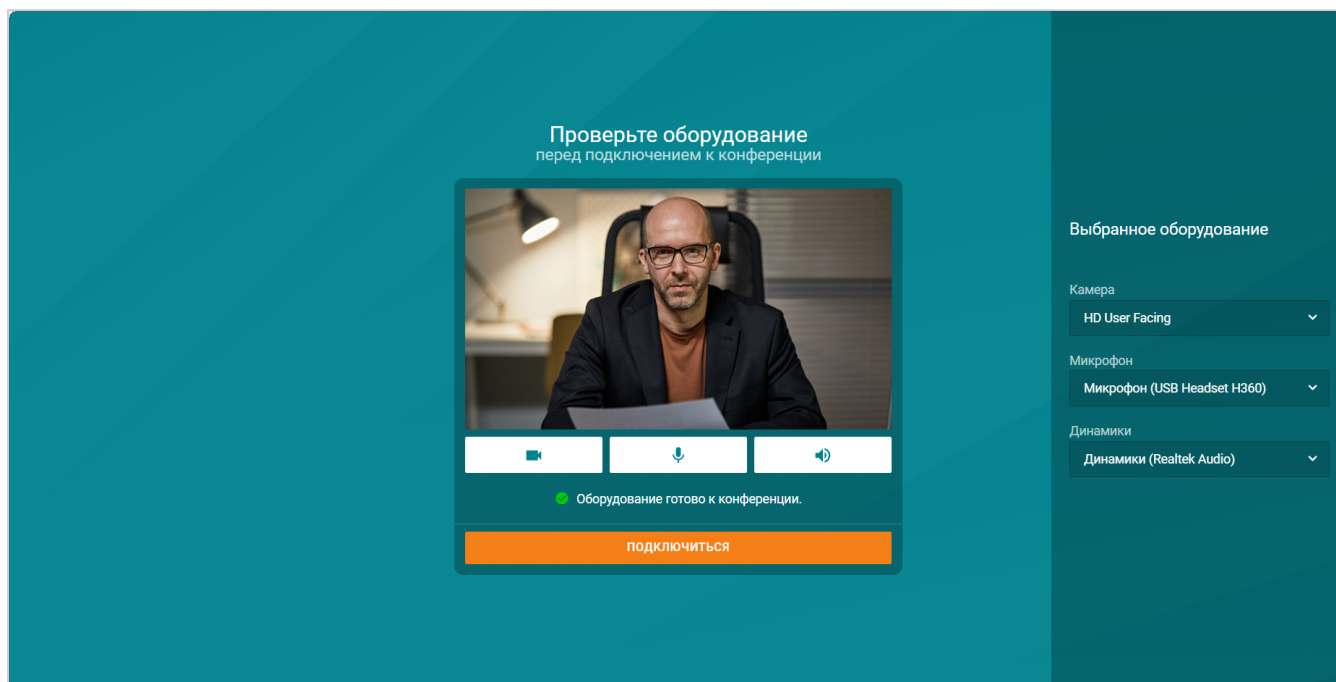 Проверьте оборудование
перед подключением к конференции
Оборудование готово к конференции.
ПОДКЛЮЧИТЬСЯ
Выбранное оборудование
Камера
HD User Facing
Микрофон
Микрофон (USB Headset H360)
Динамики
Динамики (Realtek Audio)